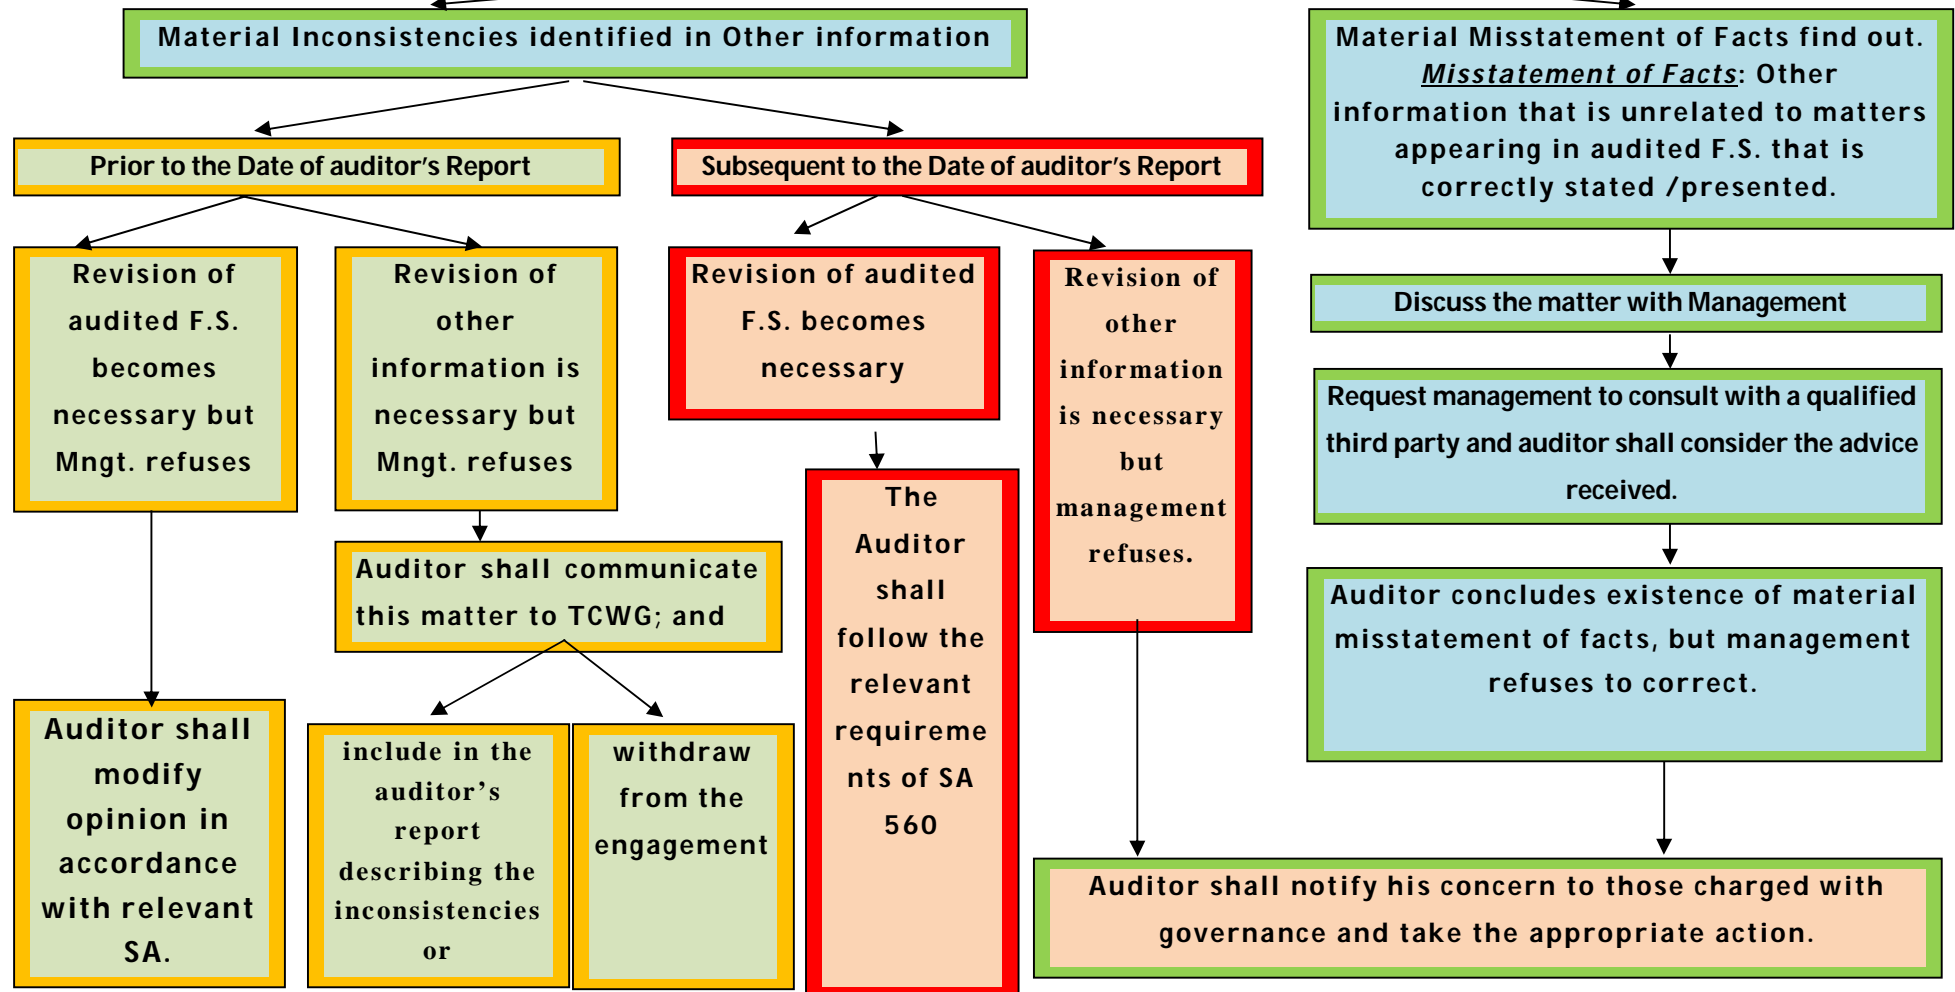 Material Inconsistencies identified in Other information
Material Misstatement of Facts find out.
Misstatement of Facts: Other
information that is unrelated to matters
appearing in audited F.S. that is
correctly stated /presented.
Prior to the Date of auditor’s Report
Subsequent to the Date of auditor’s Report
Revision of
audited F.S.
becomes
necessary but
Mngt. refuses
Revision of
other
information is
necessary but
Mngt. refuses
Revision of audited
F.S. becomes
necessary
Revision of
other
information
is necessary
but
management
refuses.
Discuss the matter with Management
Request management to consult with a qualified
third party and auditor shall consider the advice
received.
Auditor shall communicate
this matter to TCWG; and
The
Auditor
shall
follow the
relevant
requireme
nts of SA
560
Auditor concludes existence of material
misstatement of facts, but management
refuses to correct.
Auditor shall
modify
opinion in
accordance
with relevant
SA.
include in the
auditor’s
report
describing the
inconsistencies
or
withdraw
from the
engagement
Auditor shall notify his concern to those charged with
governance and take the appropriate action.